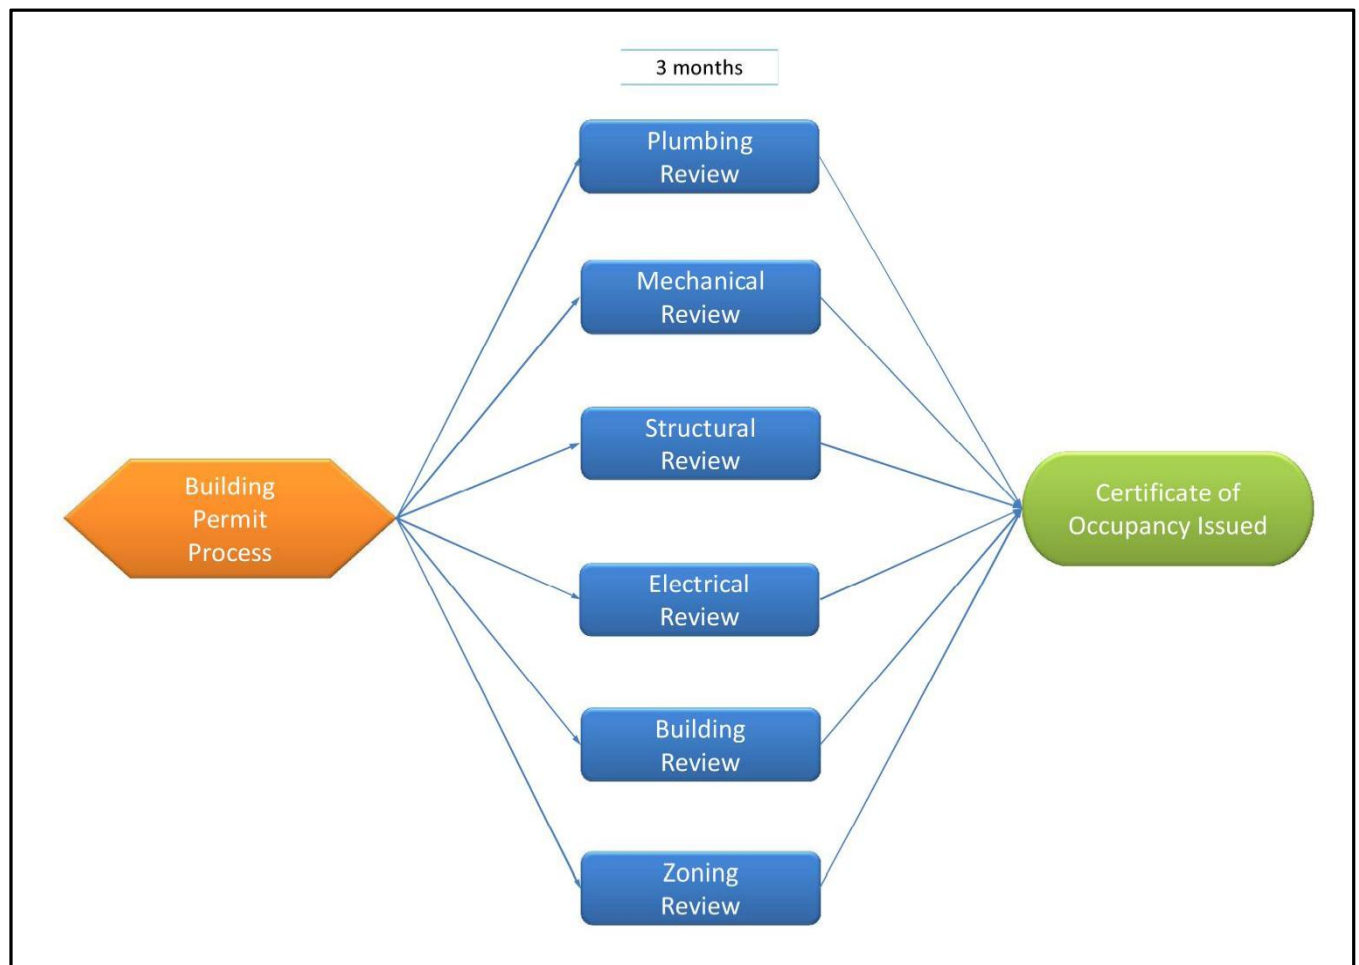 3 months
Plumbing
Review
Mechanical
Review
Structural
Review
Building
Permit
Process
Certificate of
Occupancy Issued
Electrical
Review
Building
Review
Zoning
Review